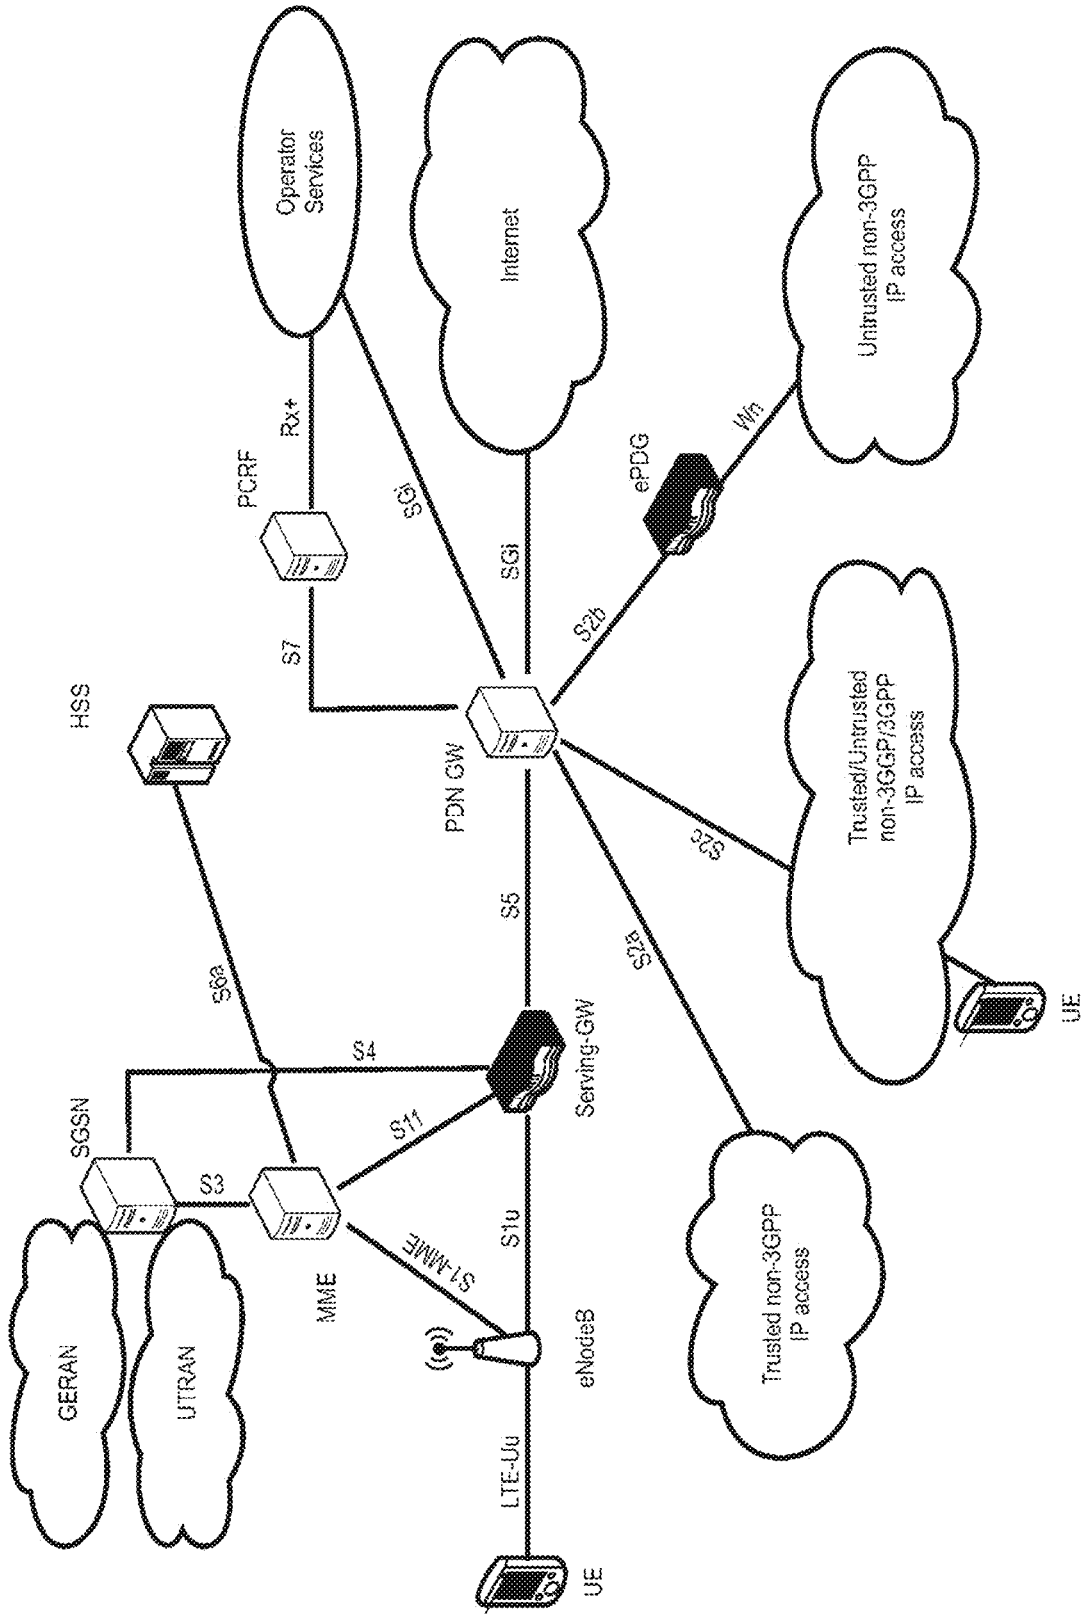 GERAN
UTRAN
SGSN
S3
MME
S4
S6a
HSS
S11
S1-MME
UE
LTE-Uu
eNodeB
S1u
Serving-GW
S5
PDN GW
S7
PCRF
Rx+
Operator
Services
SGi
SGi
Internet
S2a
S2c
S2b
ePDG
Wn
Trusted non-3GPP
IP access
Trusted/Untrusted
non-3GGP/3GPP
IP access
UE
Untrusted non-3GPP
IP access